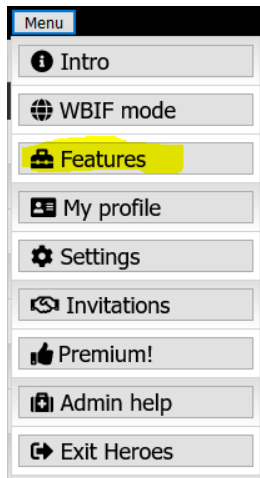 Menu
Intro
WBIF mode
Features
My profile
Settings
Invitations
Premium!
Admin help
Exit Heroes